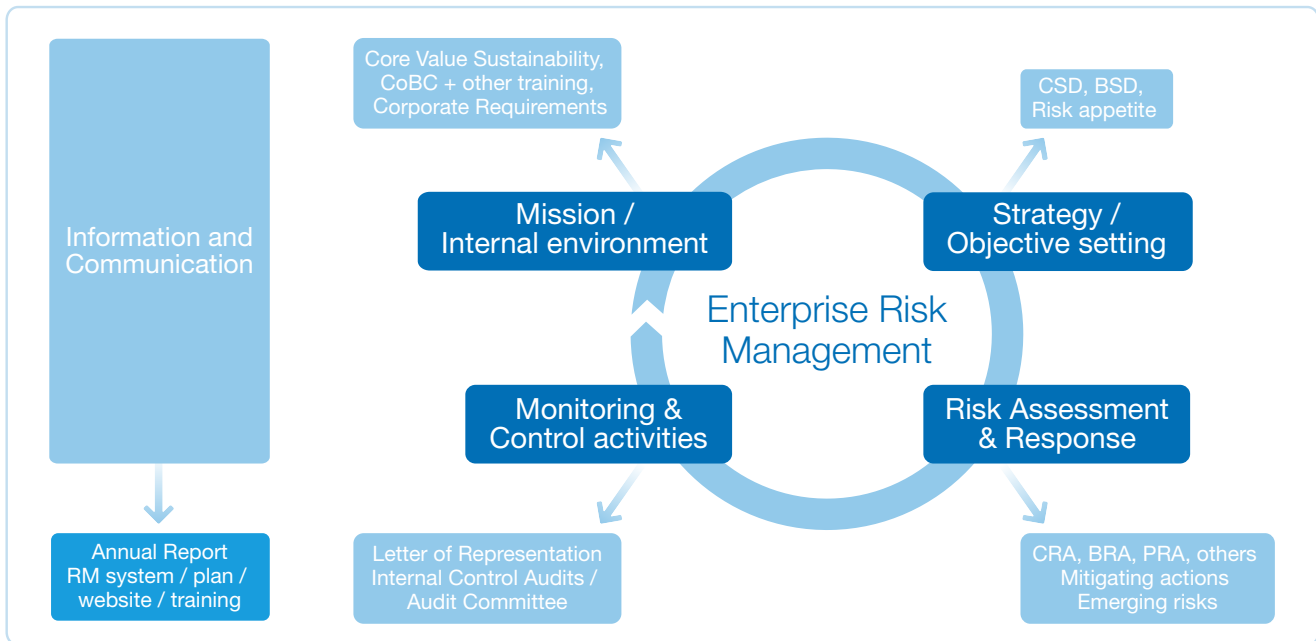 Information and
Communication
Annual Report
RM system / plan /
website / training
Core Value Sustainability,
CoBC + other training,
Corporate Requirements
CSD, BSD,
Risk appetite
Mission /
Internal environment
Strategy /
Objective setting
Enterprise Risk
Management
Monitoring &
Control activities
Risk Assessment
& Response
Letter of Representation
Internal Control Audits /
Audit Committee
CRA, BRA, PRA, others
Mitigating actions
Emerging risks